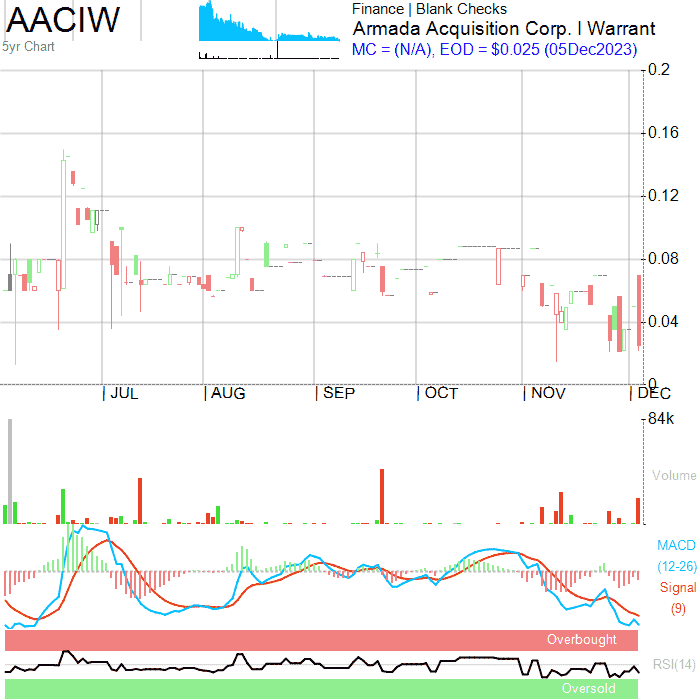 AACIW
5yr Chart
Finance | Blank Checks
Armada Acquisition Corp. I Warrant
MC = (N/A), EOD = $0.025 (05Dec2023)
0.2
0.16
0.12
0.08
0.04
0
JUL
AUG
SEP
OCT
NOV
DEC
84k
Volume
MACD
(12-26)
Signal
(9)
Overbought
RSI(14)
Oversold